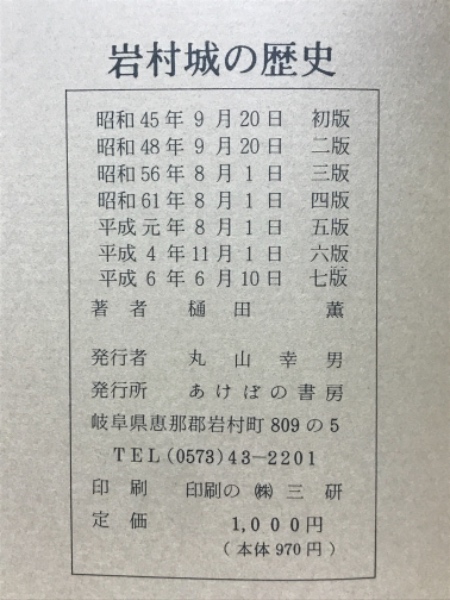 岩村城の歴史
昭和45年 9月20日 初版
昭和48年 9月20日 二版
昭和56年 8月 1日 三版
昭和61年 8月 1日 四版
平成元年 8月 1日 五版
平成 4年11月 1日 六版
平成 6年 6月10日 七版
著者 樋田 薫
発行者 丸山幸男
発行所 あけぼの書房
岐阜県恵那郡岩村町809の5
TEL(0573)43-2201
印刷 印刷の㈱三研
定価 1,000円
(本体970円)